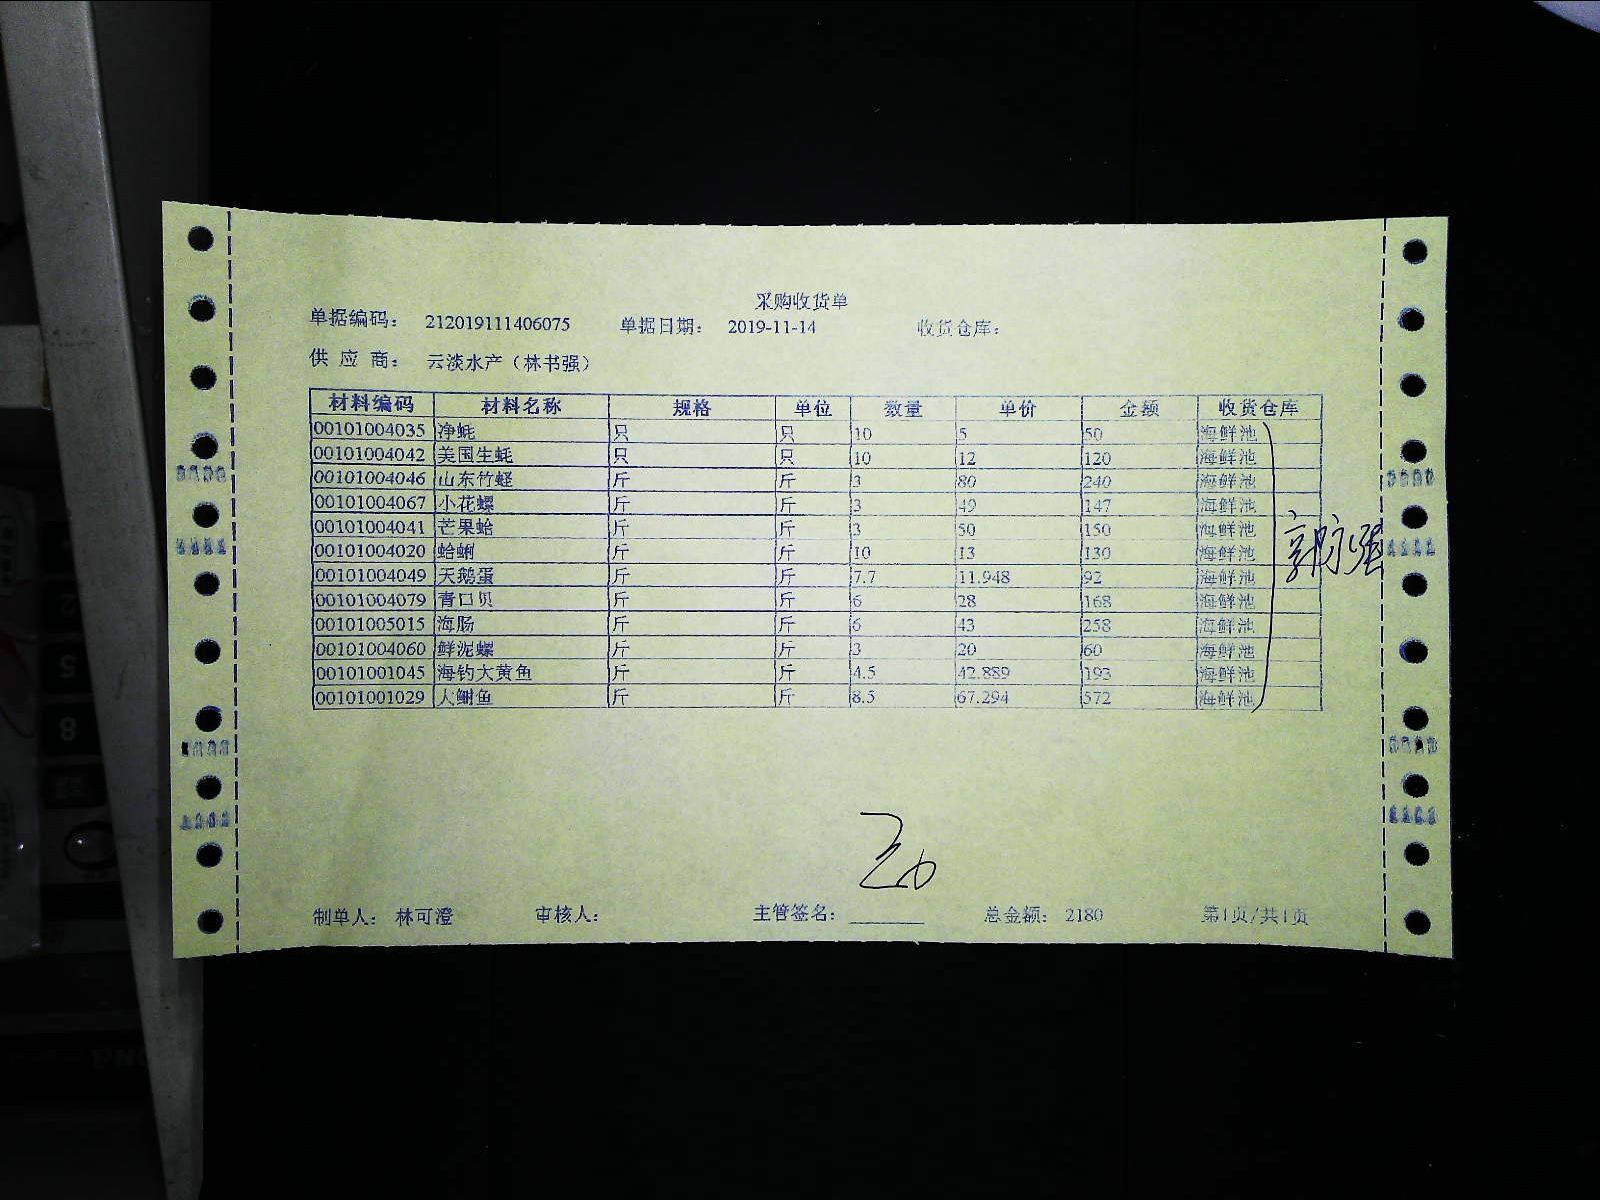 采购收货单
单据编码： 212019111406075 单据日期： 2019-11-14 收货仓库：
供 应 商： 云淡水产（林书强）
材料编码 材料名称 规格 单位 数量 单价 金额 收货仓库
00101004035 净蚝 只 只 10 5 50 海鲜池
00101004042 美国生蚝 只 只 10 12 120 海鲜池
00101004046 山东竹蛏 斤 斤 3 80 240 海鲜池
00101004067 小花螺 斤 斤 3 49 147 海鲜池
00101004041 芒果蛤 斤 斤 3 50 150 海鲜池
00101004020 蛤蜊 斤 斤 10 13 130 海鲜池
00101004049 天鹅蛋 斤 斤 7.7 11.948 92 海鲜池
00101004079 青口贝 斤 斤 6 28 168 海鲜池
00101005015 海肠 斤 斤 6 43 258 海鲜池
00101004060 鲜泥螺 斤 斤 3 20 60 海鲜池
00101001045 海钓大黄鱼 斤 斤 4.5 42.889 193 海鲜池
00101001029 大鮒鱼 斤 斤 8.5 67.294 572 海鲜池
郭永强
制单人： 林可澄 审核人： 主管签名： 总金额： 2180 第1页/共1页